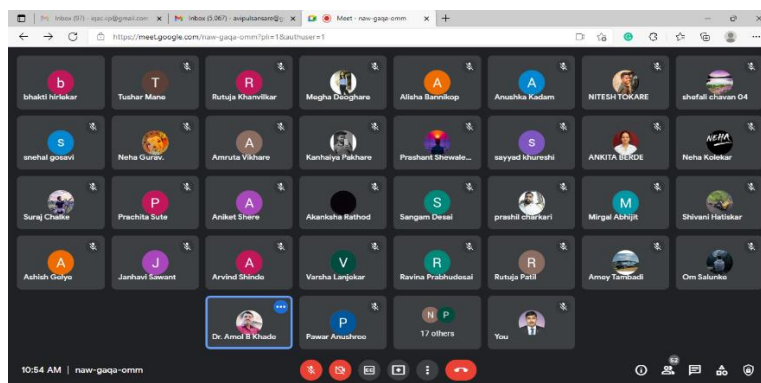 Inbox (97) - ejac.vp@gmail.com
Inbox (5,067) - avipulsansare@g
Meet - naw-gaqa-omm
https://meet.google.com/naw-gaqa-omm?pli=1&authuser=1
b T R A A
bhakti hirlekar Tushar Mane Rutuja Khanvilkar Megha Deoghare Alisha Bannikop Anushka Kadam NITESH TOKARE shefali chavan 04
S A S NEHA
snehal gosavi Neha Gurav. Amruta Vikhare Kanhaiya Pakhare Prashant Shewale... sayyad khureshi ANKITA BERDE Neha Kolekar
P A S M
Suraj Chalke Prachita Sute Aniket Shere Akanksha Rathod Sangam Desai prashil charkari Mirgal Abhijit Shivani Hatiskar
A J A V R R
Ashish Golye Janhavi Sawant Arvind Shinde Varsha Lanjekar Ravina Prabhudesai Rutuja Patil Amey Tambadi Om Salunke
P N P
Dr. Amol B Khade Pawar Anushree 17 others You
10:54 AM | naw-gaqa-omm 62